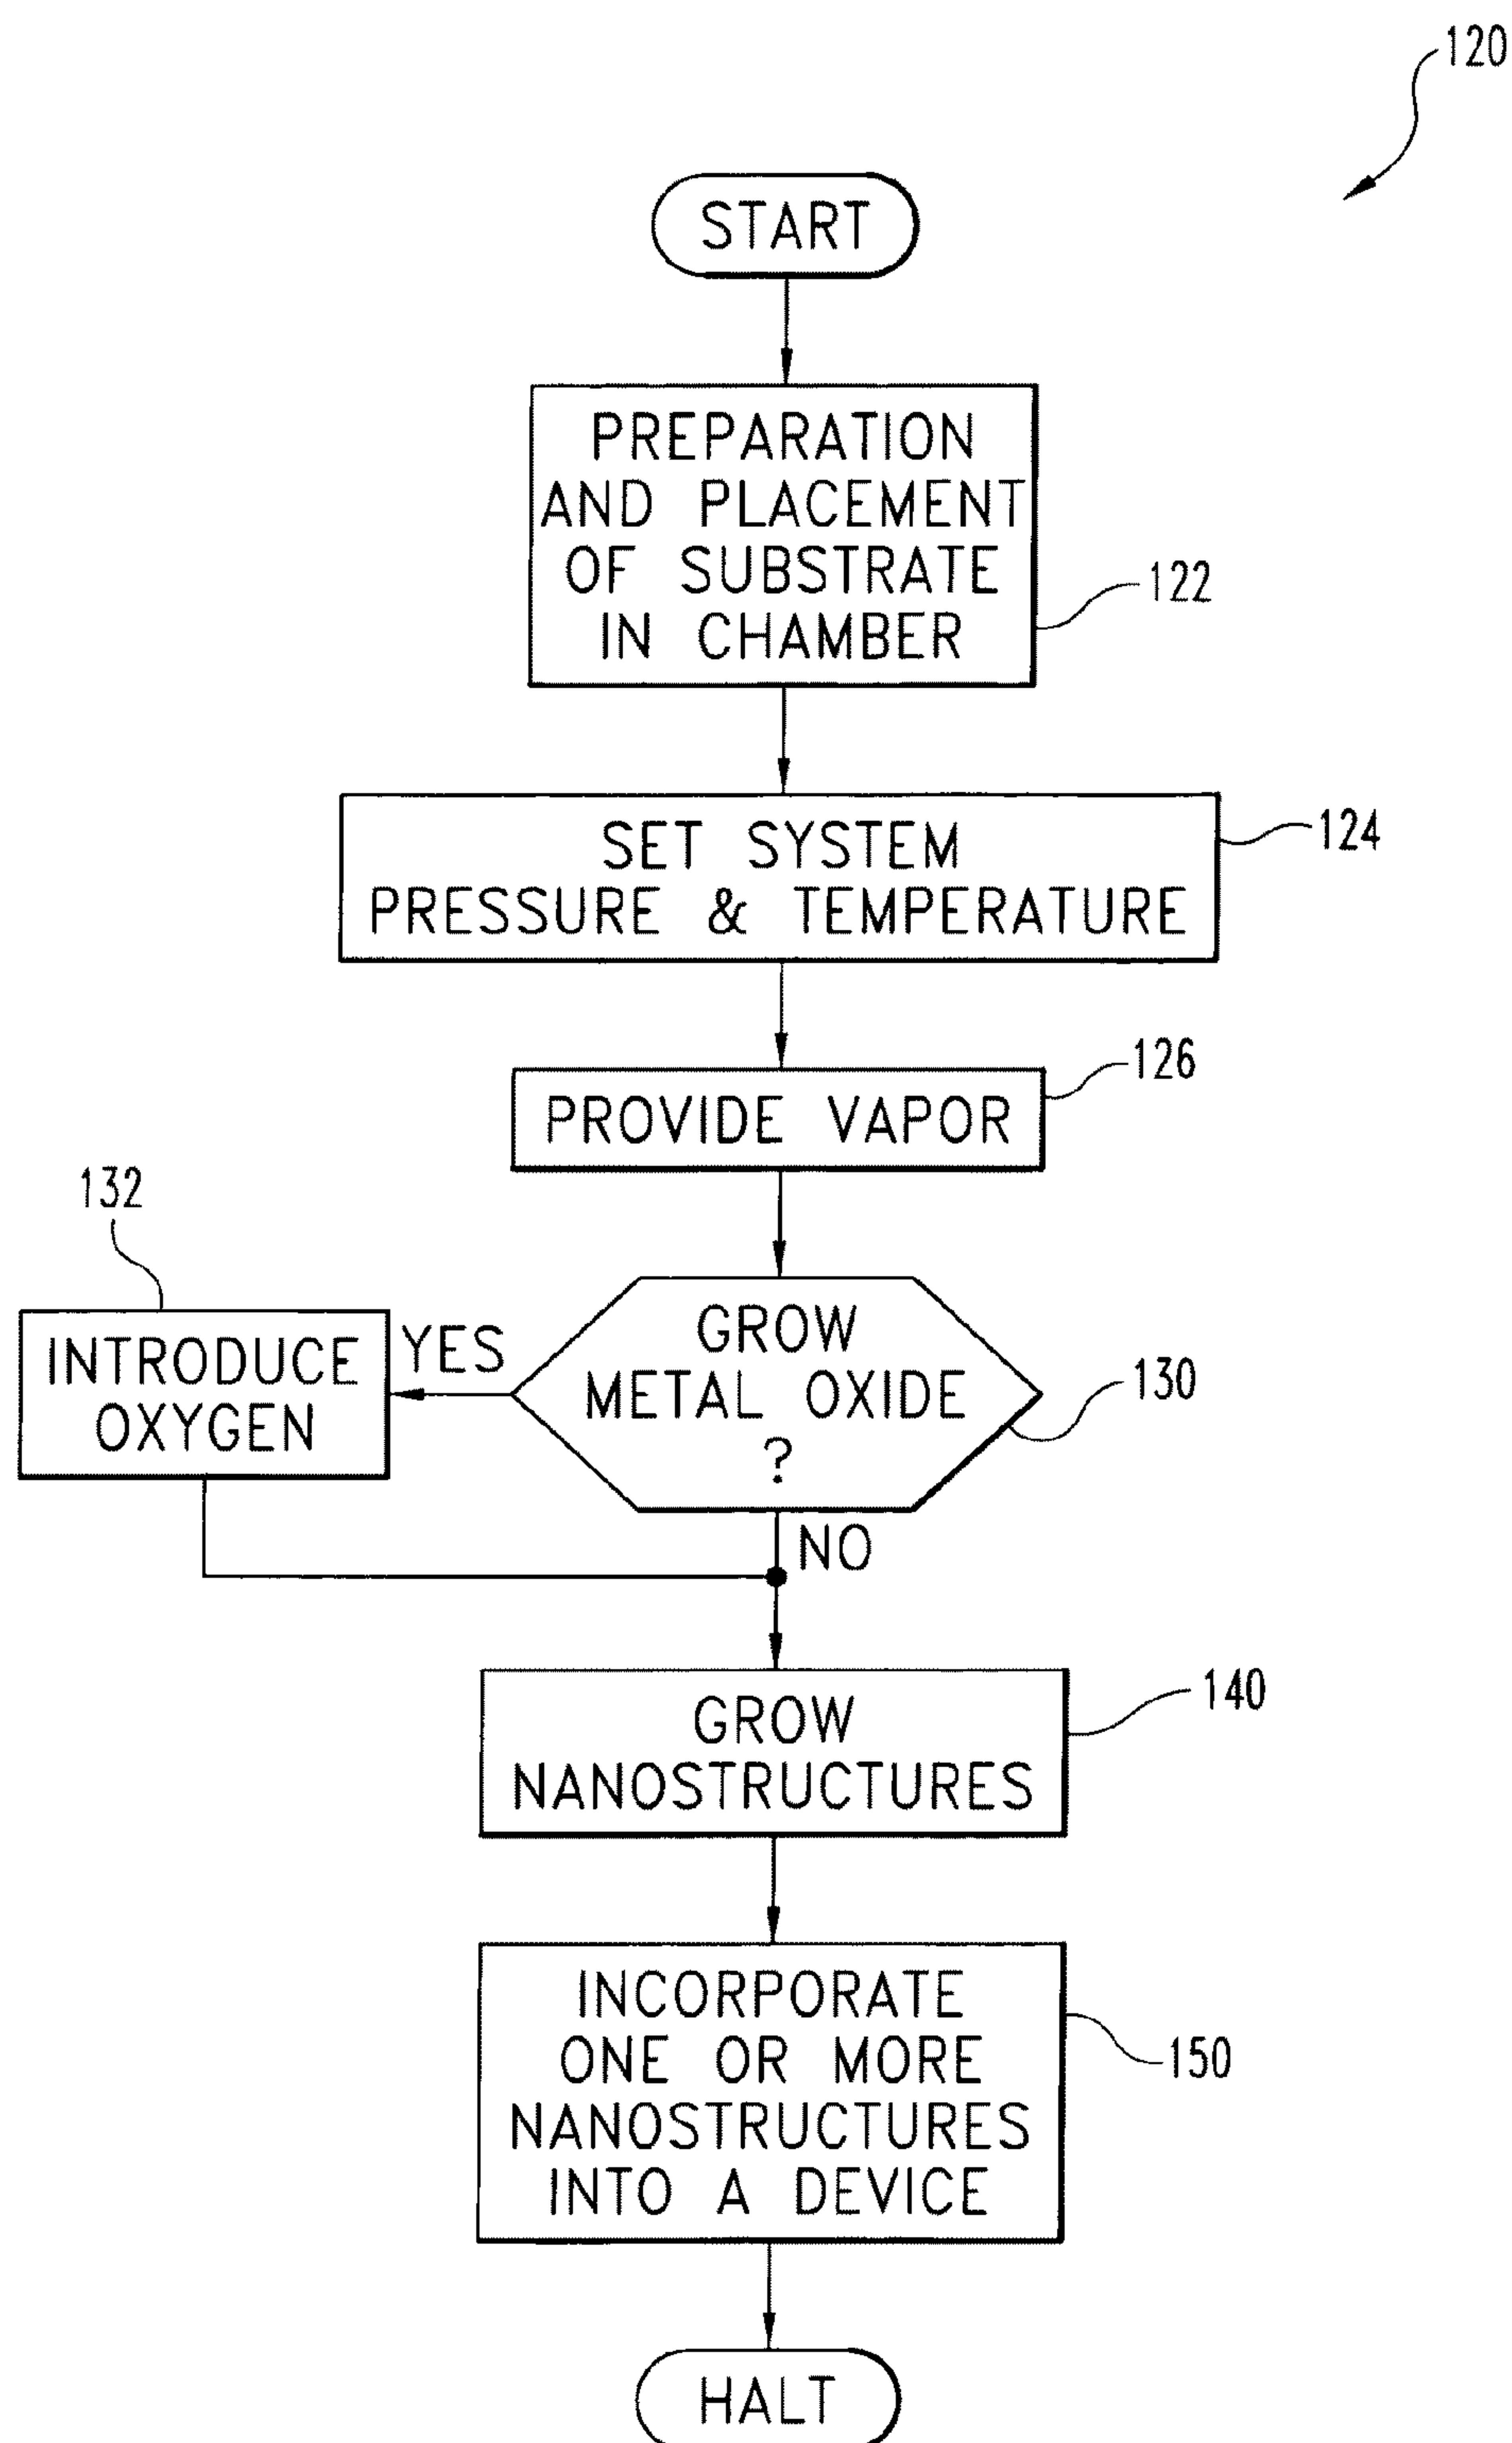 120
START
PREPARATION
AND PLACEMENT
OF SUBSTRATE
IN CHAMBER
122
SET SYSTEM
PRESSURE & TEMPERATURE
124
PROVIDE VAPOR
126
132
INTRODUCE
OXYGEN
YES
GROW
METAL OXIDE
?
130
NO
GROW
NANOSTRUCTURES
140
INCORPORATE
ONE OR MORE
NANOSTRUCTURES
INTO A DEVICE
150
HALT